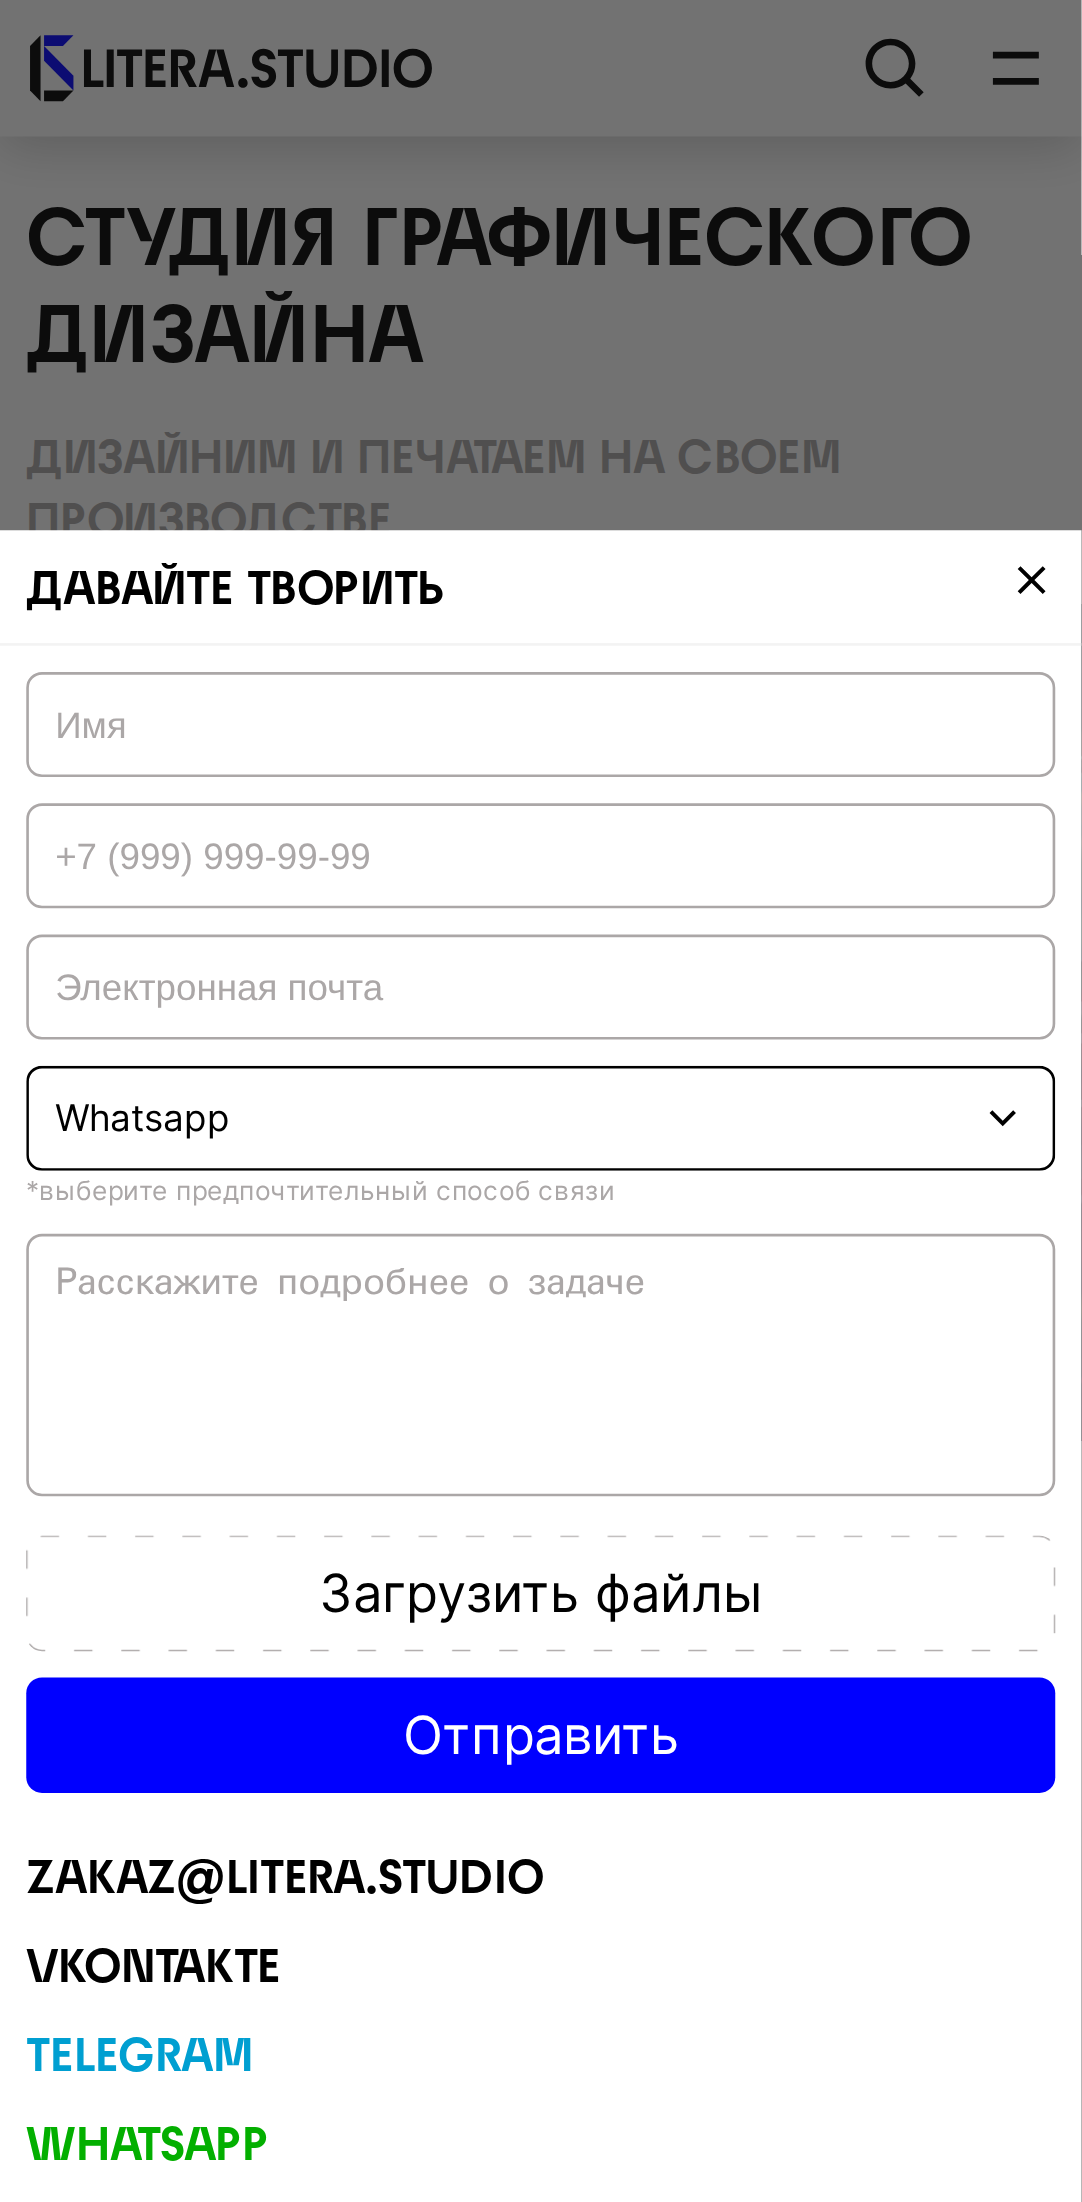 LITERA.STUDIO
СТУДИЯ ГРАФИЧЕСКОГО
ДИЗАЙНА
ДИЗАЙНИМ И ПЕЧАТАЕМ НА СВОЕМ
ПРОИЗВОДСТВЕ
ДАВАЙТЕ ТВОРИТЬ
Имя
+7 (999) 999-99-99
Электронная почта
Whatsapp
*выберите предпочтительный способ связи
Расскажите подробнее о задаче
Загрузить файлы
Отправить
ZAKAZ@LITERA.STUDIO
VKONTAKTE
TELEGRAM
WHATSAPP